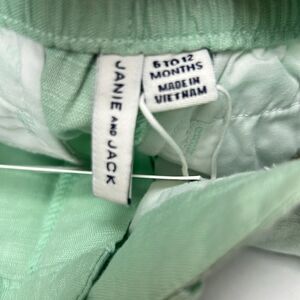 JANIE AND JACK
6 TO 12
MONTHS
MADE IN
VIETNAM